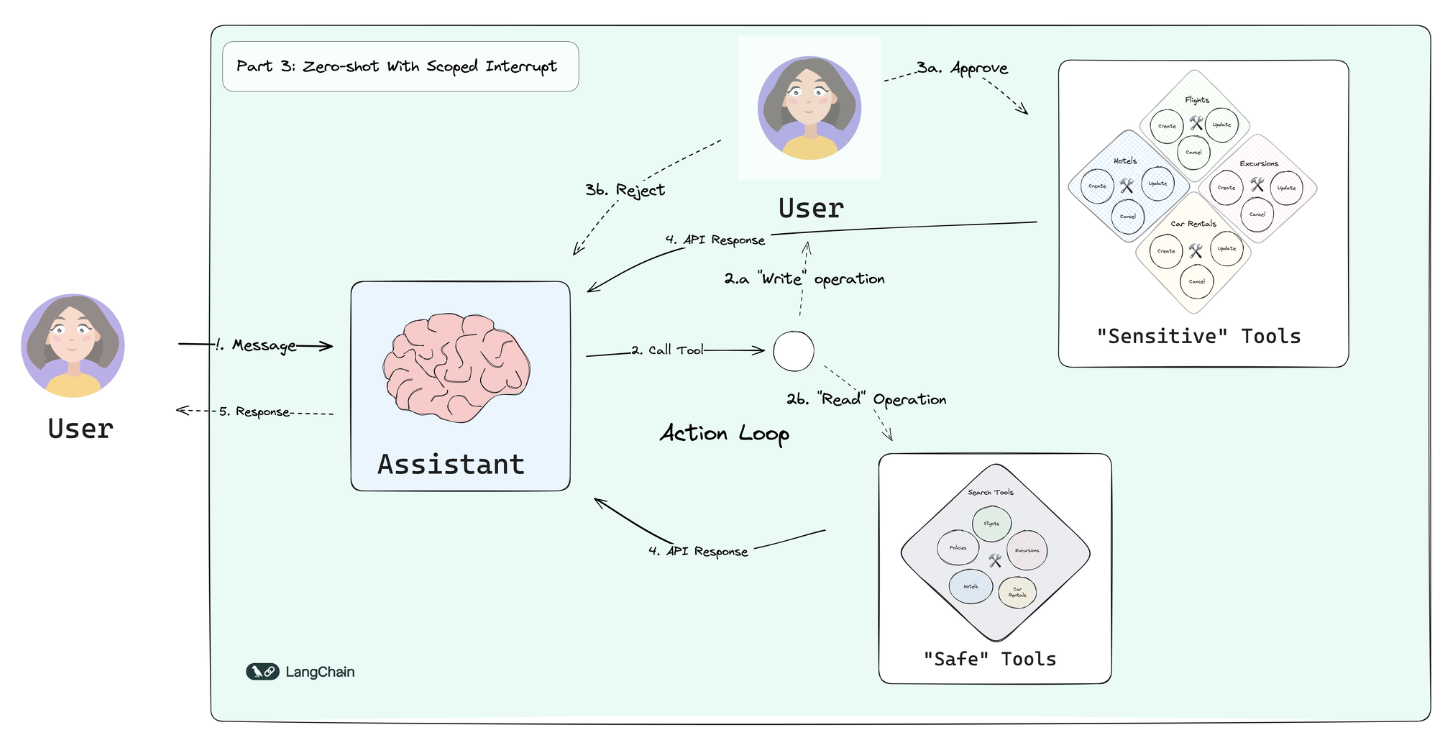 Part 3: Zero-shot With Scoped Interrupt
3a. Approve
3b. Reject
User
4. API Response
2.a "Write" operation
1. Message
2. Call Tool
5. Response
User
Assistant
2b. "Read" Operation
Action Loop
4. API Response
Flights
Create
Update
Cancel
Hotels
Create
Update
Cancel
Excursions
Create
Update
Cancel
Car Rentals
Create
Update
Cancel
"Sensitive" Tools
Search Tools
Flights
Policies
Excursions
Hotels
Car
Rentals
"Safe" Tools
LangChain